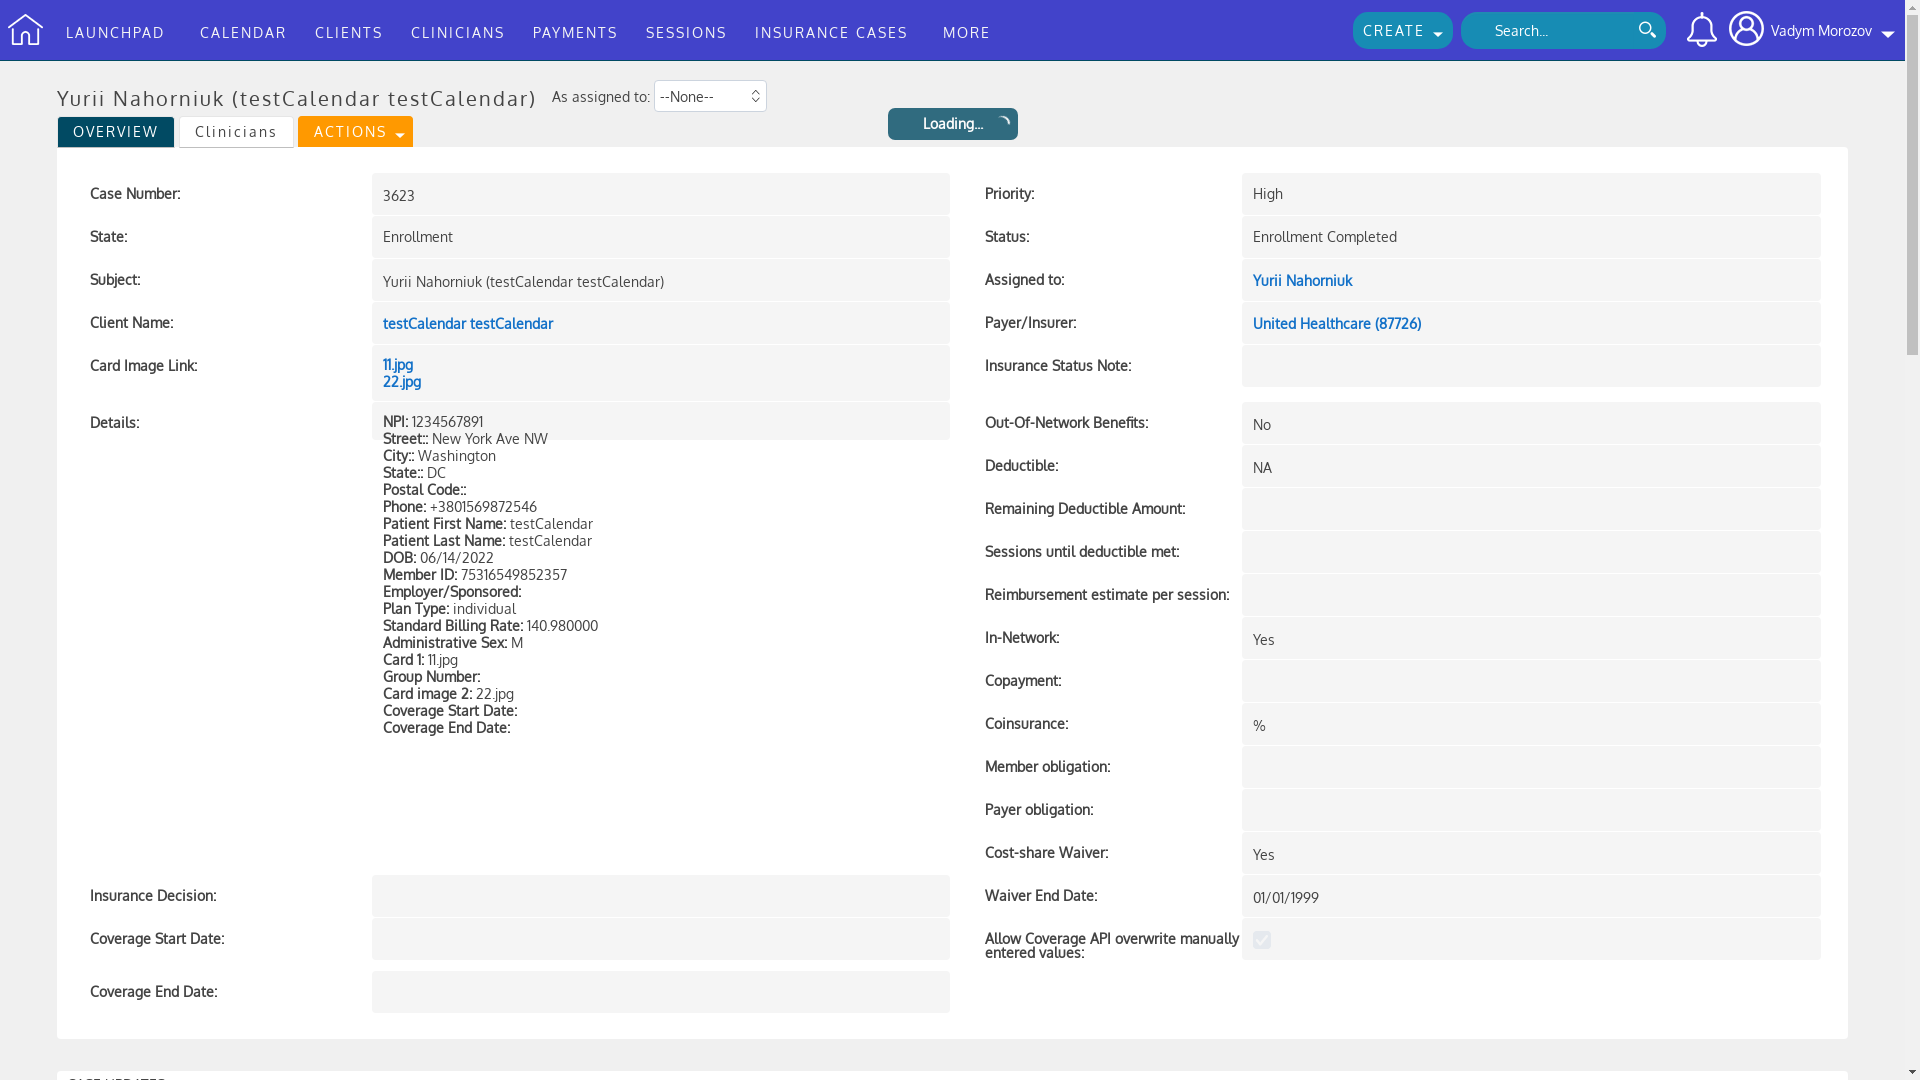 LAUNCHPAD CALENDAR CLIENTS CLINICIANS PAYMENTS SESSIONS INSURANCE CASES MORE CREATE Search... Vadym Morozov
Yurii Nahorniuk (testCalendar testCalendar) As assigned to: --None--
Loading...
OVERVIEW Clinicians ACTIONS
Case Number: 3623
Priority: High
State: Enrollment
Status: Enrollment Completed
Subject: Yurii Nahorniuk (testCalendar testCalendar)
Assigned to: Yurii Nahorniuk
Client Name: testCalendar testCalendar
Payer/Insurer: United Healthcare (87726)
Card Image Link: 11.jpg
22.jpg
Insurance Status Note:
Details: NPI: 1234567891
Street:: New York Ave NW
City:: Washington
State:: DC
Postal Code::
Phone: +3801569872546
Patient First Name: testCalendar
Patient Last Name: testCalendar
DOB: 06/14/2022
Member ID: 75316549852357
Employer/Sponsored:
Plan Type: individual
Standard Billing Rate: 140.980000
Administrative Sex: M
Card 1: 11.jpg
Group Number:
Card image 2: 22.jpg
Coverage Start Date:
Coverage End Date:
Out-Of-Network Benefits: No
Deductible: NA
Remaining Deductible Amount:
Sessions until deductible met:
Reimbursement estimate per session:
In-Network: Yes
Copayment:
Coinsurance: %
Member obligation:
Payer obligation:
Cost-share Waiver: Yes
Insurance Decision:
Waiver End Date: 01/01/1999
Coverage Start Date:
Allow Coverage API overwrite manually
entered values:
Coverage End Date:
CASE UPDATES